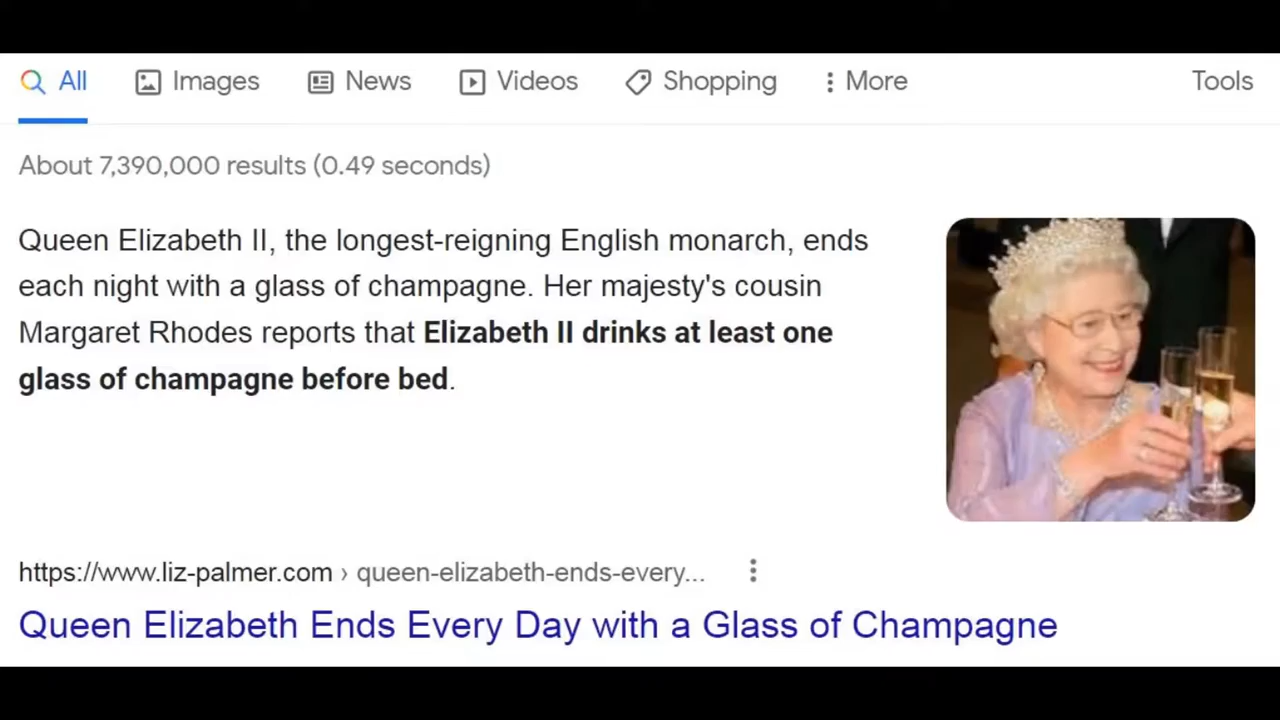 All Images News Videos Shopping More Tools
About 7,390,000 results (0.49 seconds)
Queen Elizabeth II, the longest-reigning English monarch, ends
each night with a glass of champagne. Her majesty's cousin
Margaret Rhodes reports that Elizabeth II drinks at least one
glass of champagne before bed.
https://www.liz-palmer.com › queen-elizabeth-ends-every...
Queen Elizabeth Ends Every Day with a Glass of Champagne